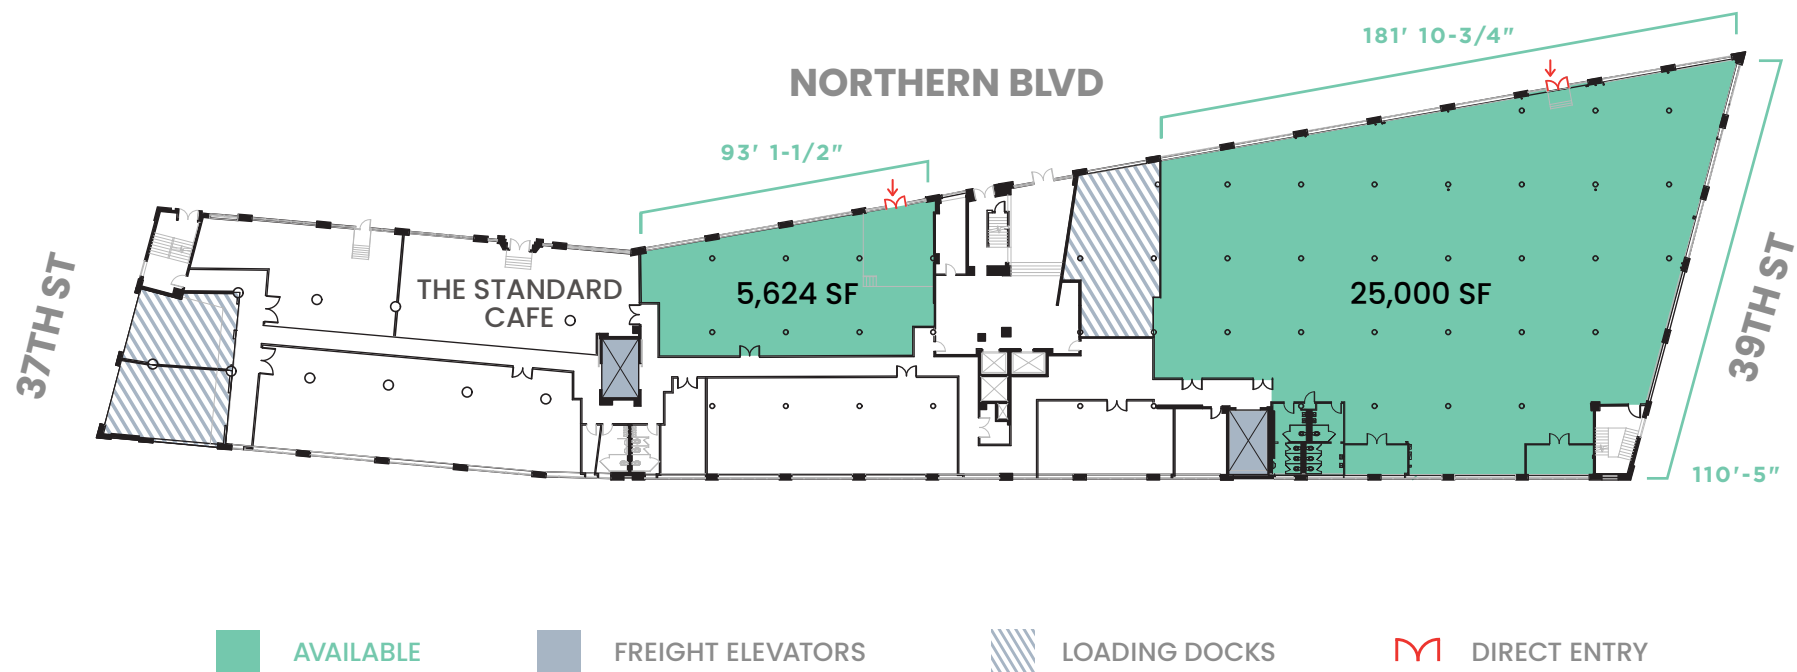 181' 10-3/4"
NORTHERN BLVD
93' 1-1/2"
37TH ST
THE STANDARD
CAFE
5,624 SF
25,000 SF
39TH ST
110'-5"
AVAILABLE
FREIGHT ELEVATORS
LOADING DOCKS
DIRECT ENTRY